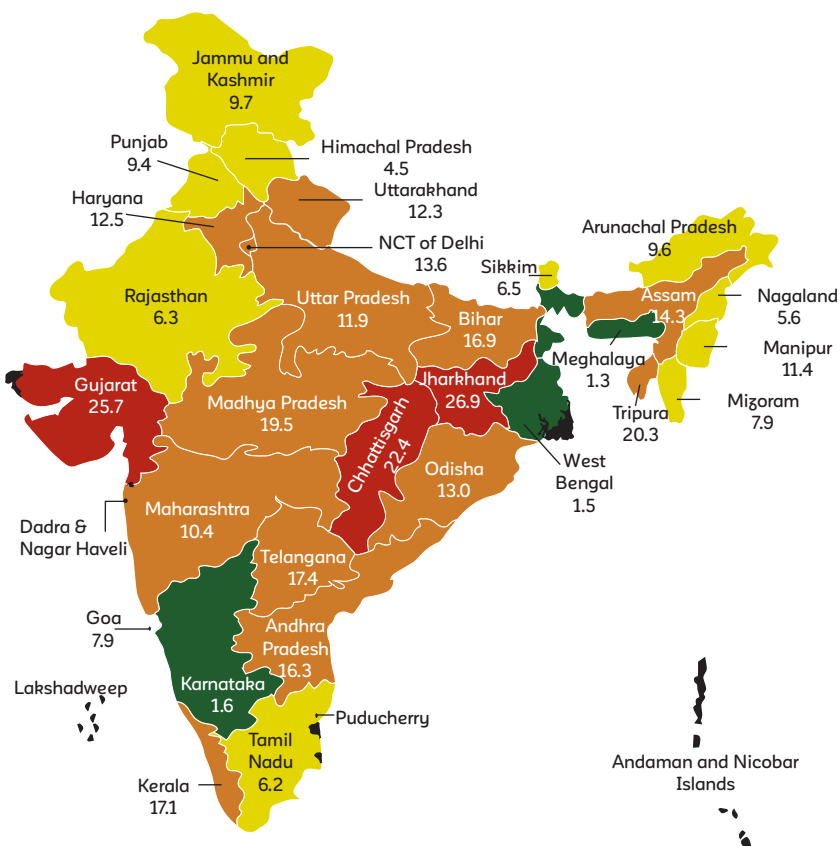 Jammu and
Kashmir
9.7
Punjab
9.4
Himachal Pradesh
4.5
Uttarakhand
12.3
Haryana
12.5
NCT of Delhi
13.6
Arunachal Pradesh
9.6
Sikkim
6.5
Rajasthan
6.3
Uttar Pradesh
11.9
Bihar
16.9
Assam
14.3
Nagaland
5.6
Meghalaya
1.3
Manipur
11.4
Gujarat
25.7
Madhya Pradesh
19.5
Jharkhand
26.9
Chhattisgarh
22.4
Tripura
20.3
Mizoram
7.9
West
Bengal
1.5
Odisha
13.0
Dadra &
Nagar Haveli
Maharashtra
10.4
Telangana
17.4
Goa
7.9
Andhra
Pradesh
16.3
Lakshadweep
Karnataka
1.6
Puducherry
Tamil
Nadu
6.2
Kerala
17.1
Andaman and Nicobar
Islands